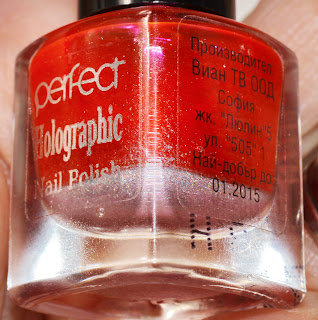 perfect
Holographic
Nail Polish
Производител:
Виан ТВ ООД
София
жк. "Люлин" 5
ул. "505" 1
Най-добър до
01.2015